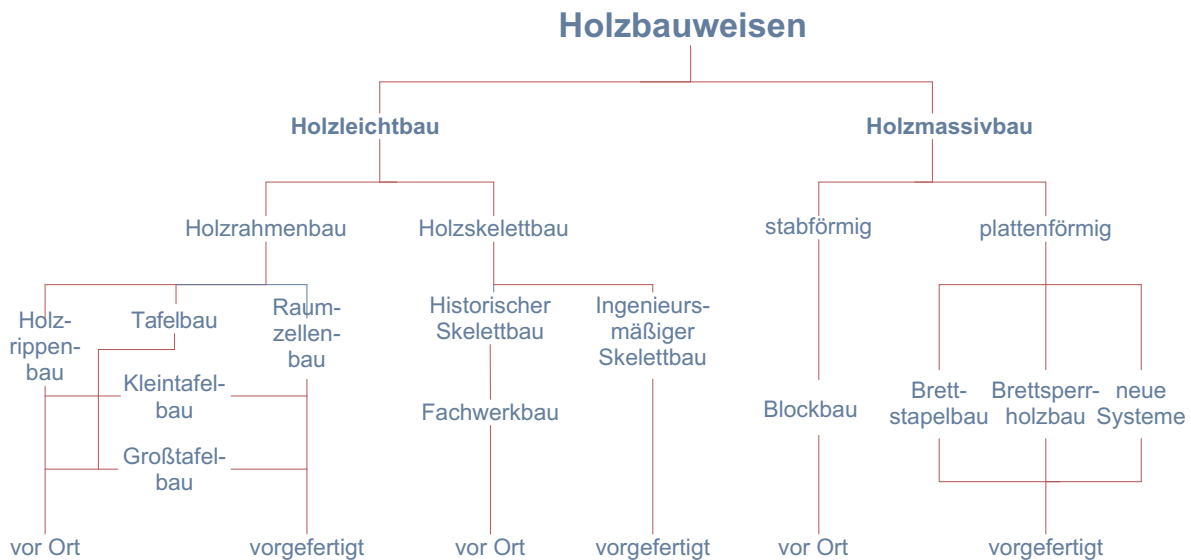 Holzbauweisen
Holzleichtbau
Holzmassivbau
Holzrahmenbau
Holzskelettbau
stabförmig
plattenförmig
Holz-
rippen-
bau
Tafelbau
Raum-
zellen-
bau
Historischer
Skelettbau
Ingenieurs-
mäßiger
Skelettbau
Kleintafel-
bau
Großtafel-
bau
Fachwerkbau
Blockbau
Brett-
stapelbau
Brettsperr-
holzbau
neue
Systeme
vor Ort
vorgefertigt
vor Ort
vorgefertigt
vor Ort
vorgefertigt